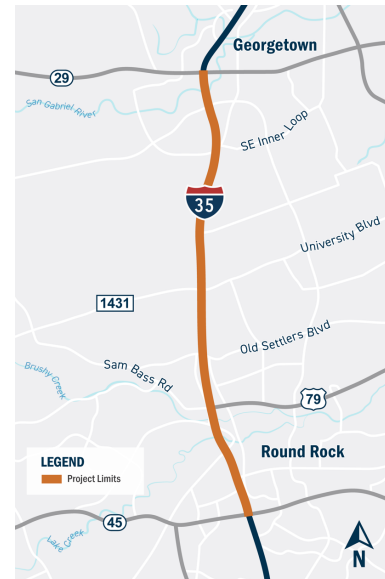 Georgetown
29
San Gabriel River
SE Inner Loop
35
University Blvd
1431
Old Settlers Blvd
Sam Bass Rd
Brushy Creek
79
Round Rock
LEGEND
Project Limits
45
Lake Creek
N